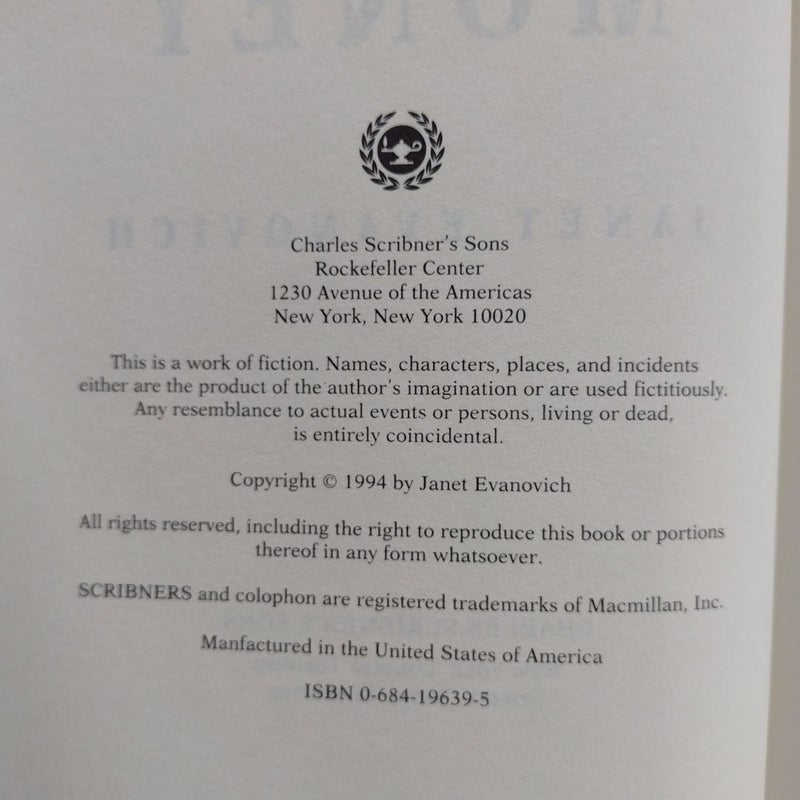 MONEY
JANET EVANOVICH
Charles Scribner's Sons
Rockefeller Center
1230 Avenue of the Americas
New York, New York 10020
This is a work of fiction. Names, characters, places, and incidents
either are the product of the author's imagination or are used fictitiously.
Any resemblance to actual events or persons, living or dead,
is entirely coincidental.
Copyright © 1994 by Janet Evanovich
All rights reserved, including the right to reproduce this book or portions
thereof in any form whatsoever.
SCRIBNERS and colophon are registered trademarks of Macmillan, Inc.
Manfactured in the United States of America
ISBN 0-684-19639-5